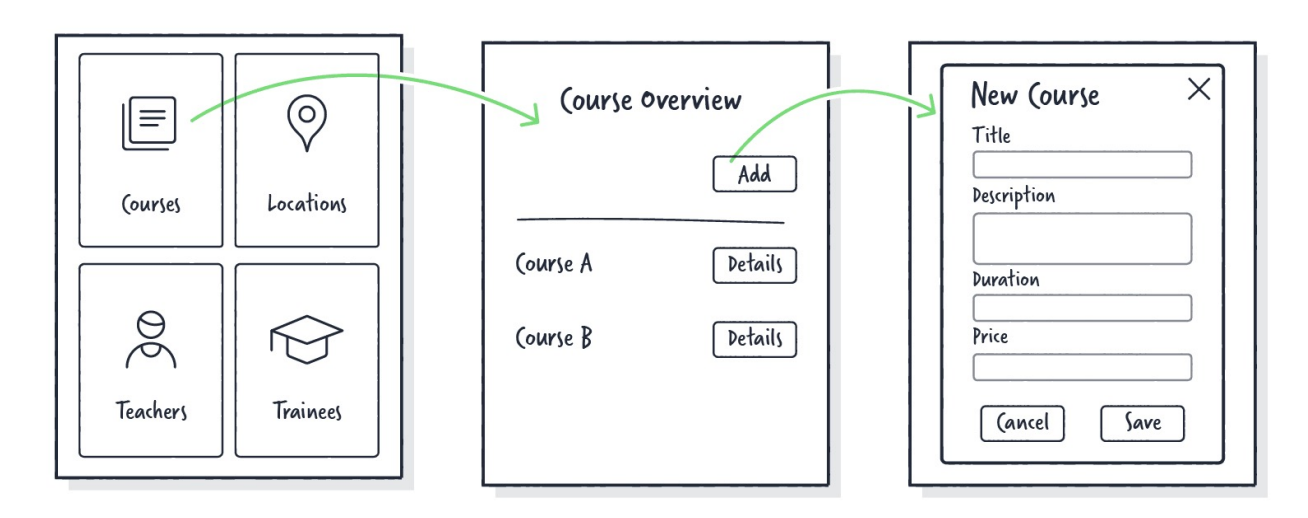 Courses
Locations
Teachers
Trainees
Course Overview
Add
Course A
Details
Course B
Details
New Course
Title
Description
Duration
Price
Cancel
Save